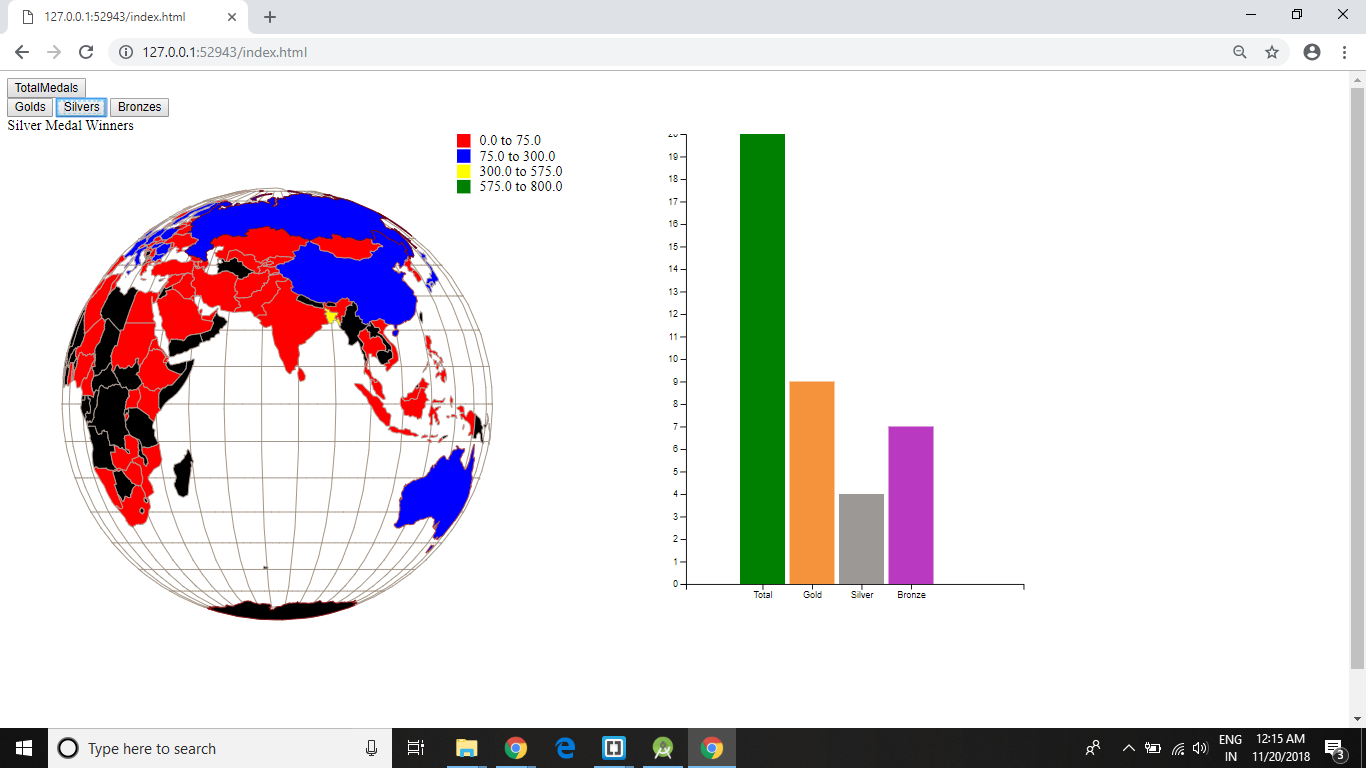 127.0.0.1:52943/index.html
127.0.0.1:52943/index.html
TotalMedals
Golds Silvers Bronzes
Silver Medal Winners
0.0 to 75.0
75.0 to 300.0
300.0 to 575.0
575.0 to 800.0
20
19
18
17
16
15
14
13
12
11
10
9
8
7
6
5
4
3
2
1
0
Total Gold Silver Bronze
Type here to search
ENG
IN
12:15 AM
11/20/2018
3